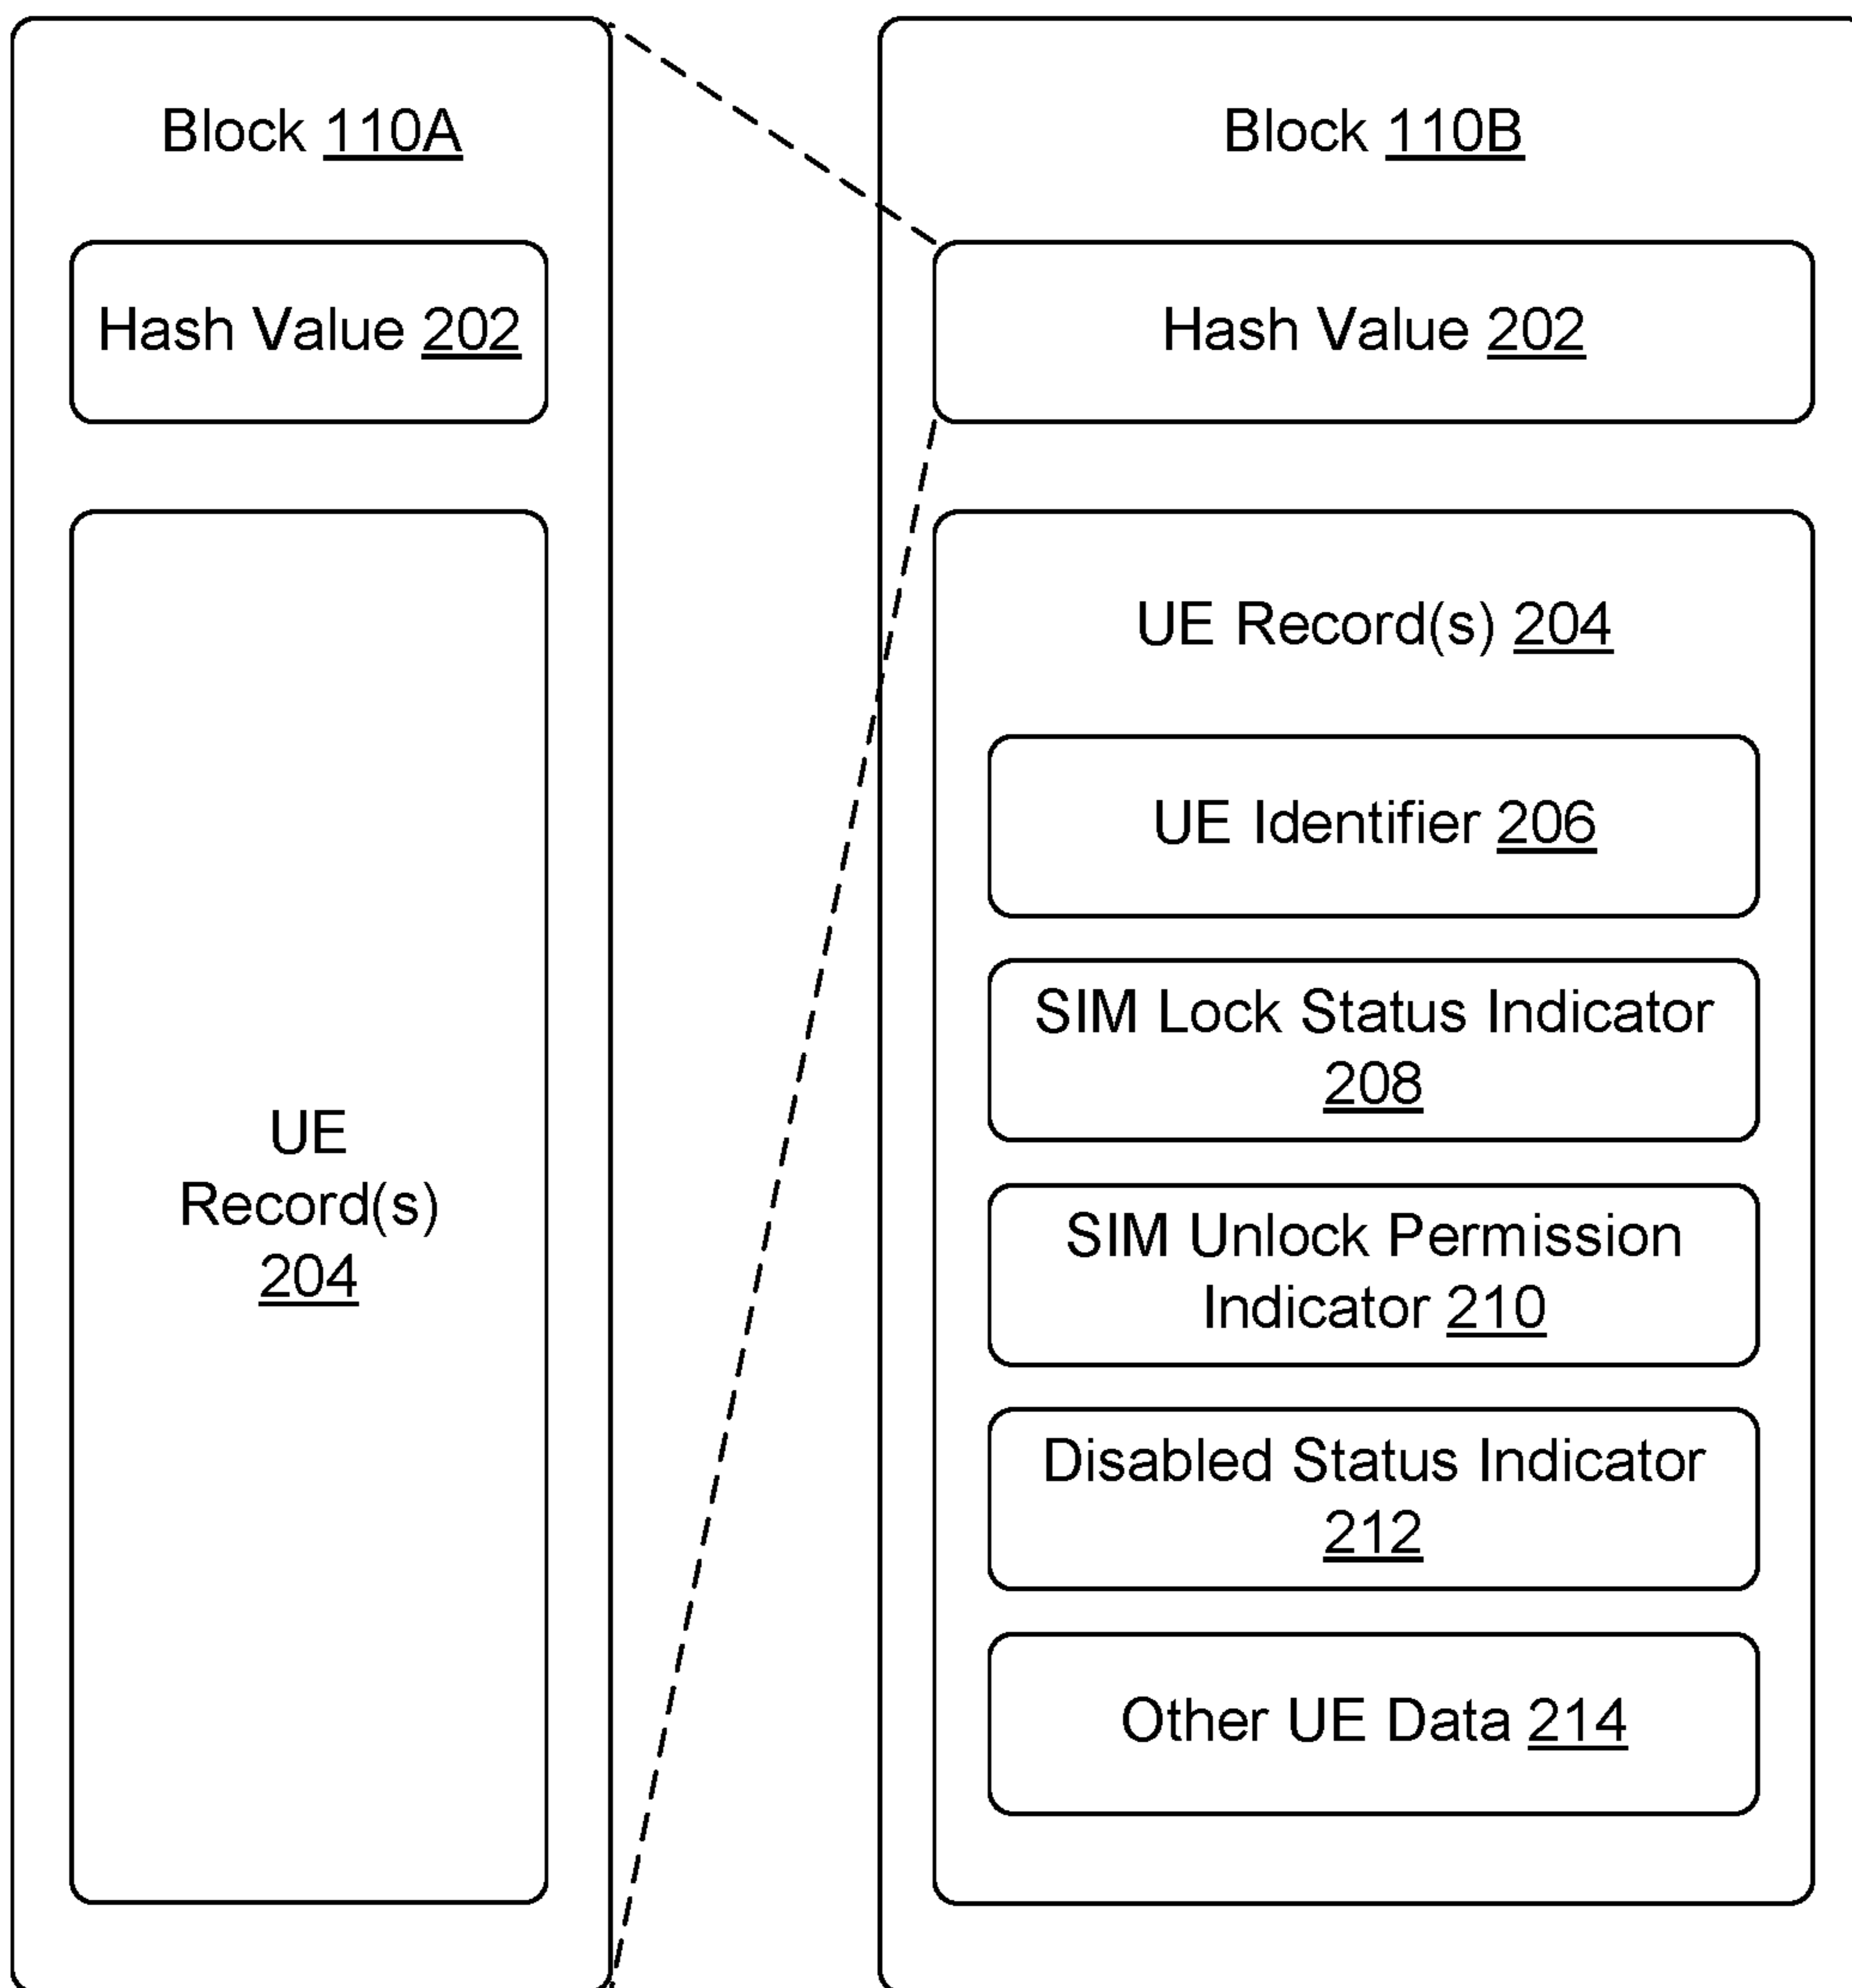 Block 110A
Hash Value 202
UE
Record(s)
204
Block 110B
Hash Value 202
UE Record(s) 204
UE Identifier 206
SIM Lock Status Indicator
208
SIM Unlock Permission
Indicator 210
Disabled Status Indicator
212
Other UE Data 214